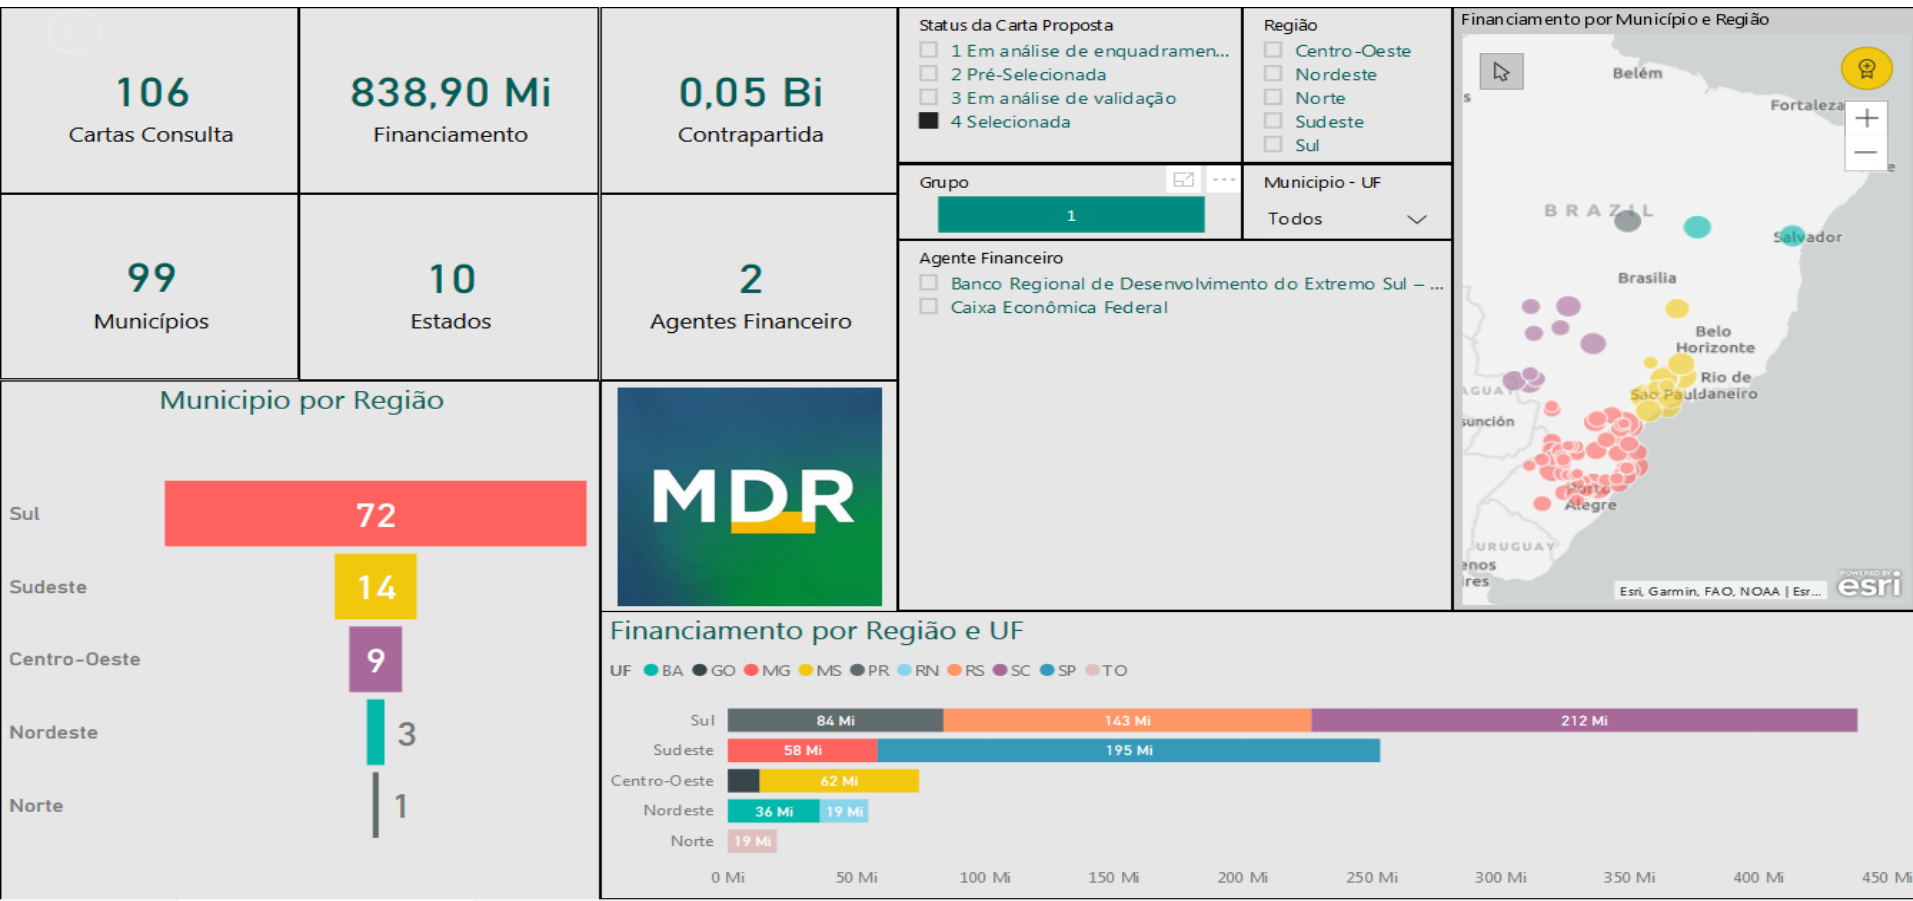 106
Cartas Consulta
838,90 Mi
Financiamento
0,05 Bi
Contrapartida
99
Municípios
10
Estados
2
Agentes Financeiro
Status da Carta Proposta
1 Em análise de enquadramen...
2 Pré-Selecionada
3 Em análise de validação
4 Selecionada
Região
Centro-Oeste
Nordeste
Norte
Sudeste
Sul
Grupo
1
Municipio - UF
Todos
Agente Financeiro
Banco Regional de Desenvolvimento do Extremo Sul – ...
Caixa Econômica Federal
Financiamento por Município e Região
Belém
Fortaleza
BRAZIL
Salvador
Brasilia
Belo
Horizonte
Rio de
Sao Pauldaneiro
AGUA
sunción
Porto
Alegre
URUGUAY
enos
ires
Esri, Garmin, FAO, NOAA | Esr...
POWERED BY
esri
Municipio por Região
Sul
72
Sudeste
14
Centro-Oeste
9
Nordeste
3
Norte
1
MDR
Financiamento por Região e UF
UF BA GO MG MS PR RN RS SC SP TO
Sul 84 Mi 143 Mi 212 Mi
Sudeste 58 Mi 195 Mi
Centro-Oeste 62 Mi
Nordeste 36 Mi 19 Mi
Norte 19 Mi
0 Mi 50 Mi 100 Mi 150 Mi 200 Mi 250 Mi 300 Mi 350 Mi 400 Mi 450 Mi